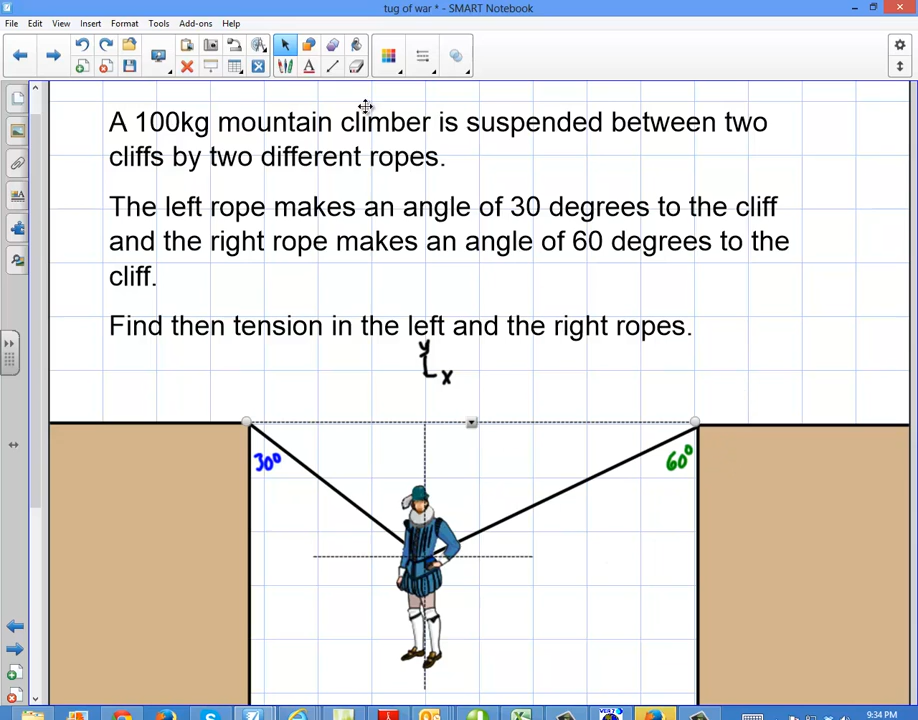 tug of war * - SMART Notebook
File Edit View Insert Format Tools Add-ons Help
A 100kg mountain climber is suspended between two
cliffs by two different ropes.
The left rope makes an angle of 30 degrees to the cliff
and the right rope makes an angle of 60 degrees to the
cliff.
Find then tension in the left and the right ropes.
y
x
30⁰
60⁰
9:34 PM